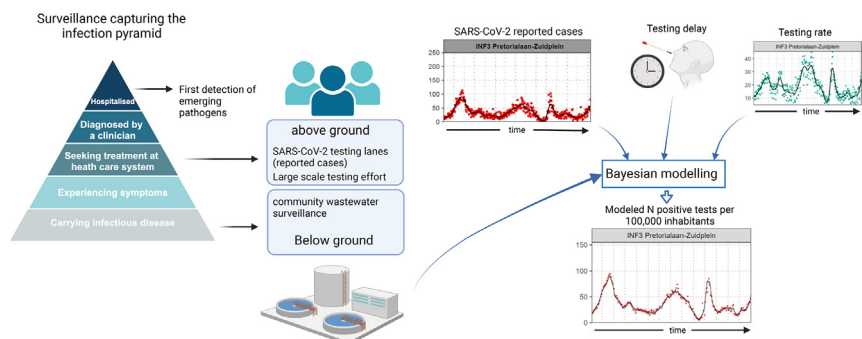 Surveillance capturing the
infection pyramid
Hospitalised
Diagnosed by
a clinician
Seeking treatment at
heath care system
Experiencing symptoms
Carrying infectious disease
First detection of
emerging
pathogens
above ground
SARS-CoV-2 testing lanes
(reported cases)
Large scale testing effort
community wastewater
surveillance
Below ground
SARS-CoV-2 reported cases
INF3 Pretorialaan-Zuidplein
250
200
150
100
50
0
time
Testing delay
Testing rate
INF3 Pretorialaan-Zuidplein
40
30
20
10
time
Bayesian modelling
Modeled N positive tests per
100,000 inhabitants
INF3 Pretorialaan-Zuidplein
150
100
50
0
time